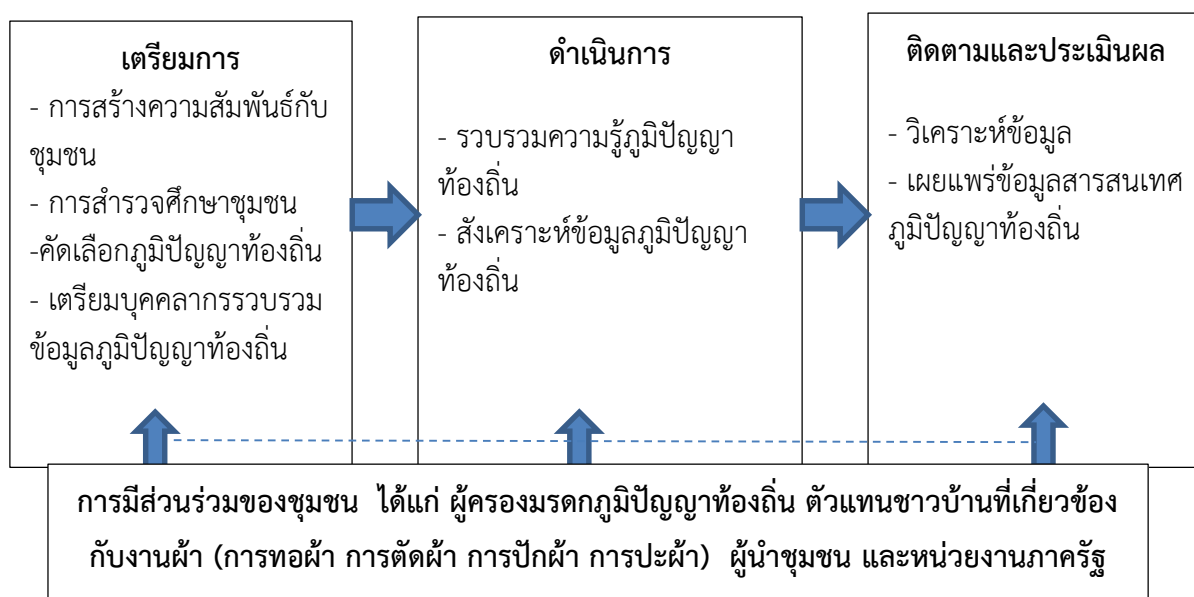 เตรียมการ
- การสร้างความสัมพันธ์กับ
ชุมชน
- การสำรวจศึกษาชุมชน
-คัดเลือกภูมิปัญญาท้องถิ่น
- เตรียมบุคคลากรรวบรวม
ข้อมูลภูมิปัญญาท้องถิ่น
ดำเนินการ
- รวบรวมความรู้ภูมิปัญญา
ท้องถิ่น
- สังเคราะห์ข้อมูลภูมิปัญญา
ท้องถิ่น
ติดตามและประเมินผล
- วิเคราะห์ข้อมูล
- เผยแพร่ข้อมูลสารสนเทศ
ภูมิปัญญาท้องถิ่น
การมีส่วนร่วมของชุมชน ได้แก่ ผู้ครองมรดกภูมิปัญญาท้องถิ่น ตัวแทนชาวบ้านที่เกี่ยวข้อง
กับงานผ้า (การทอผ้า การตัดผ้า การปักผ้า การปะผ้า) ผู้นำชุมชน และหน่วยงานภาครัฐ